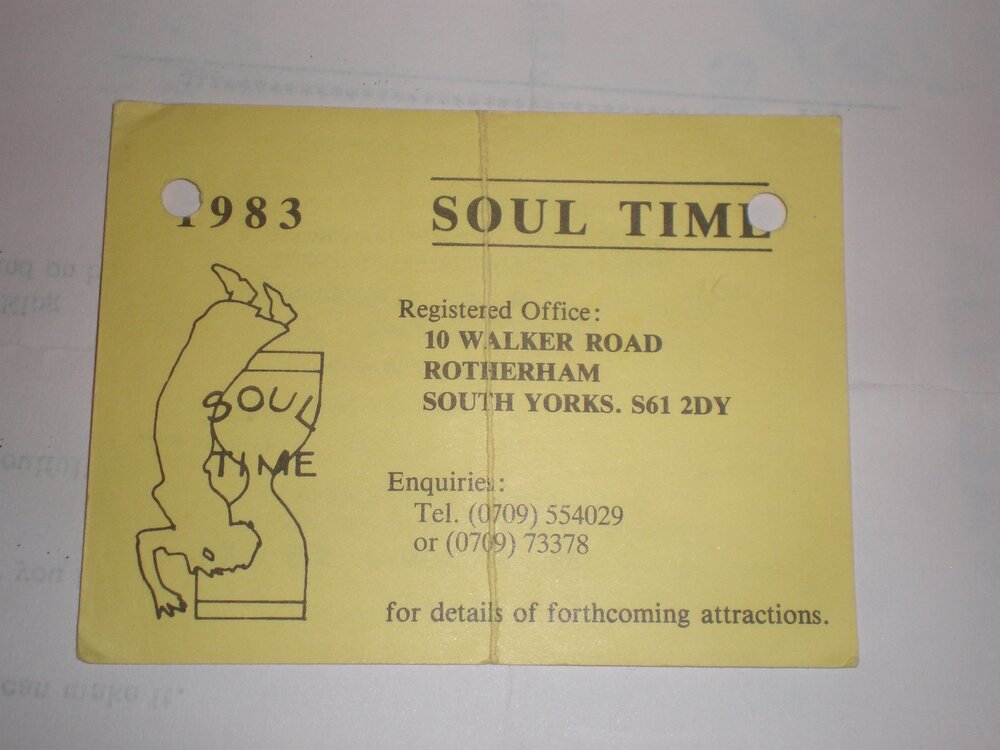 1983
SOUL TIME
SOUL
TIME
Registered Office:
10 WALKER ROAD
ROTHERHAM
SOUTH YORKS. S61 2DY
Enquiries:
Tel. (0709) 554029
or (0709) 73378
for details of forthcoming attractions.